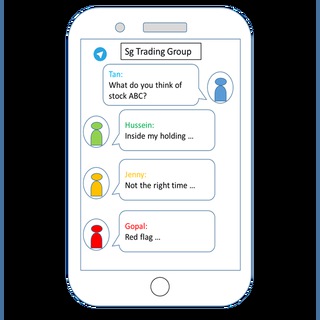 Sg Trading Group
Tan:
What do you think of
stock ABC?
Hussein:
Inside my holding ...
Jenny:
Not the right time ...
Gopal:
Red flag ...